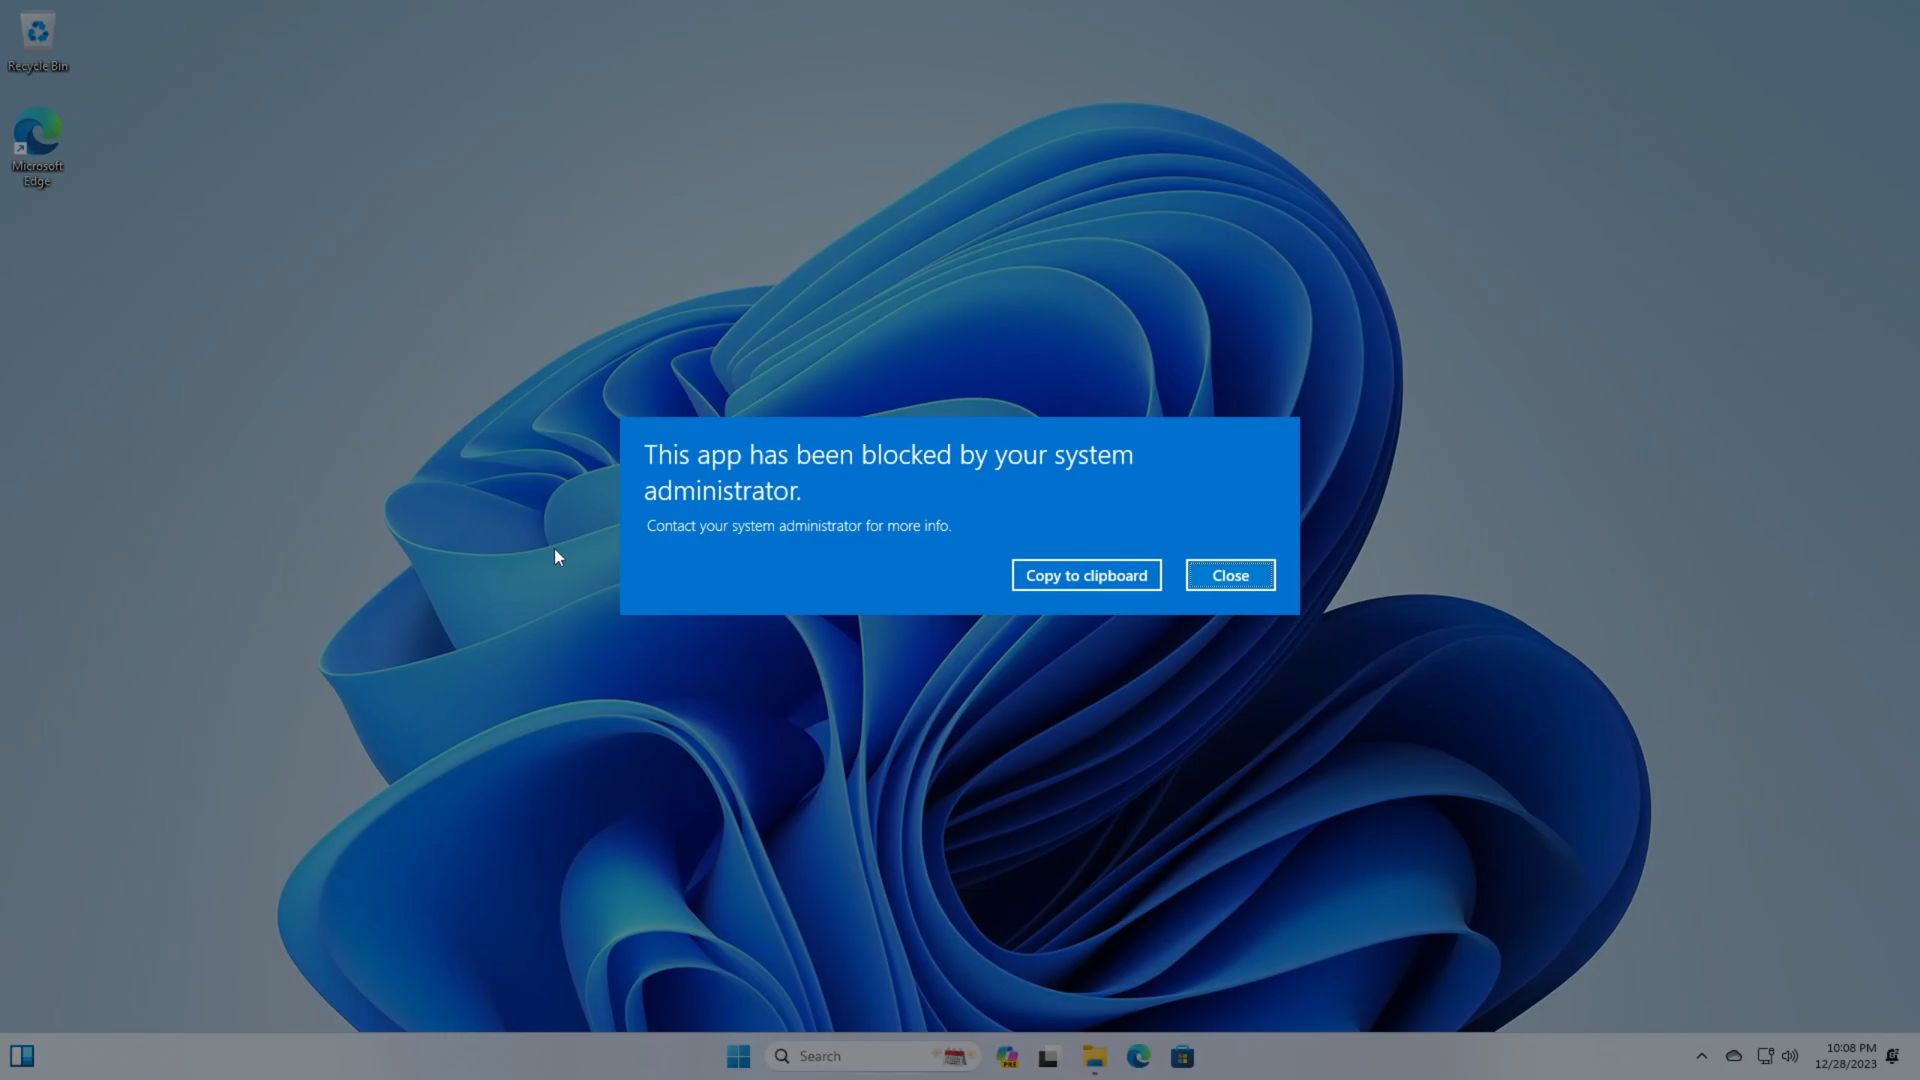 Recycle Bin
Microsoft
Edge
This app has been blocked by your system
administrator.
Contact your system administrator for more info.
Copy to clipboard
Close
Search
PRE
10:08 PM
12/28/2023